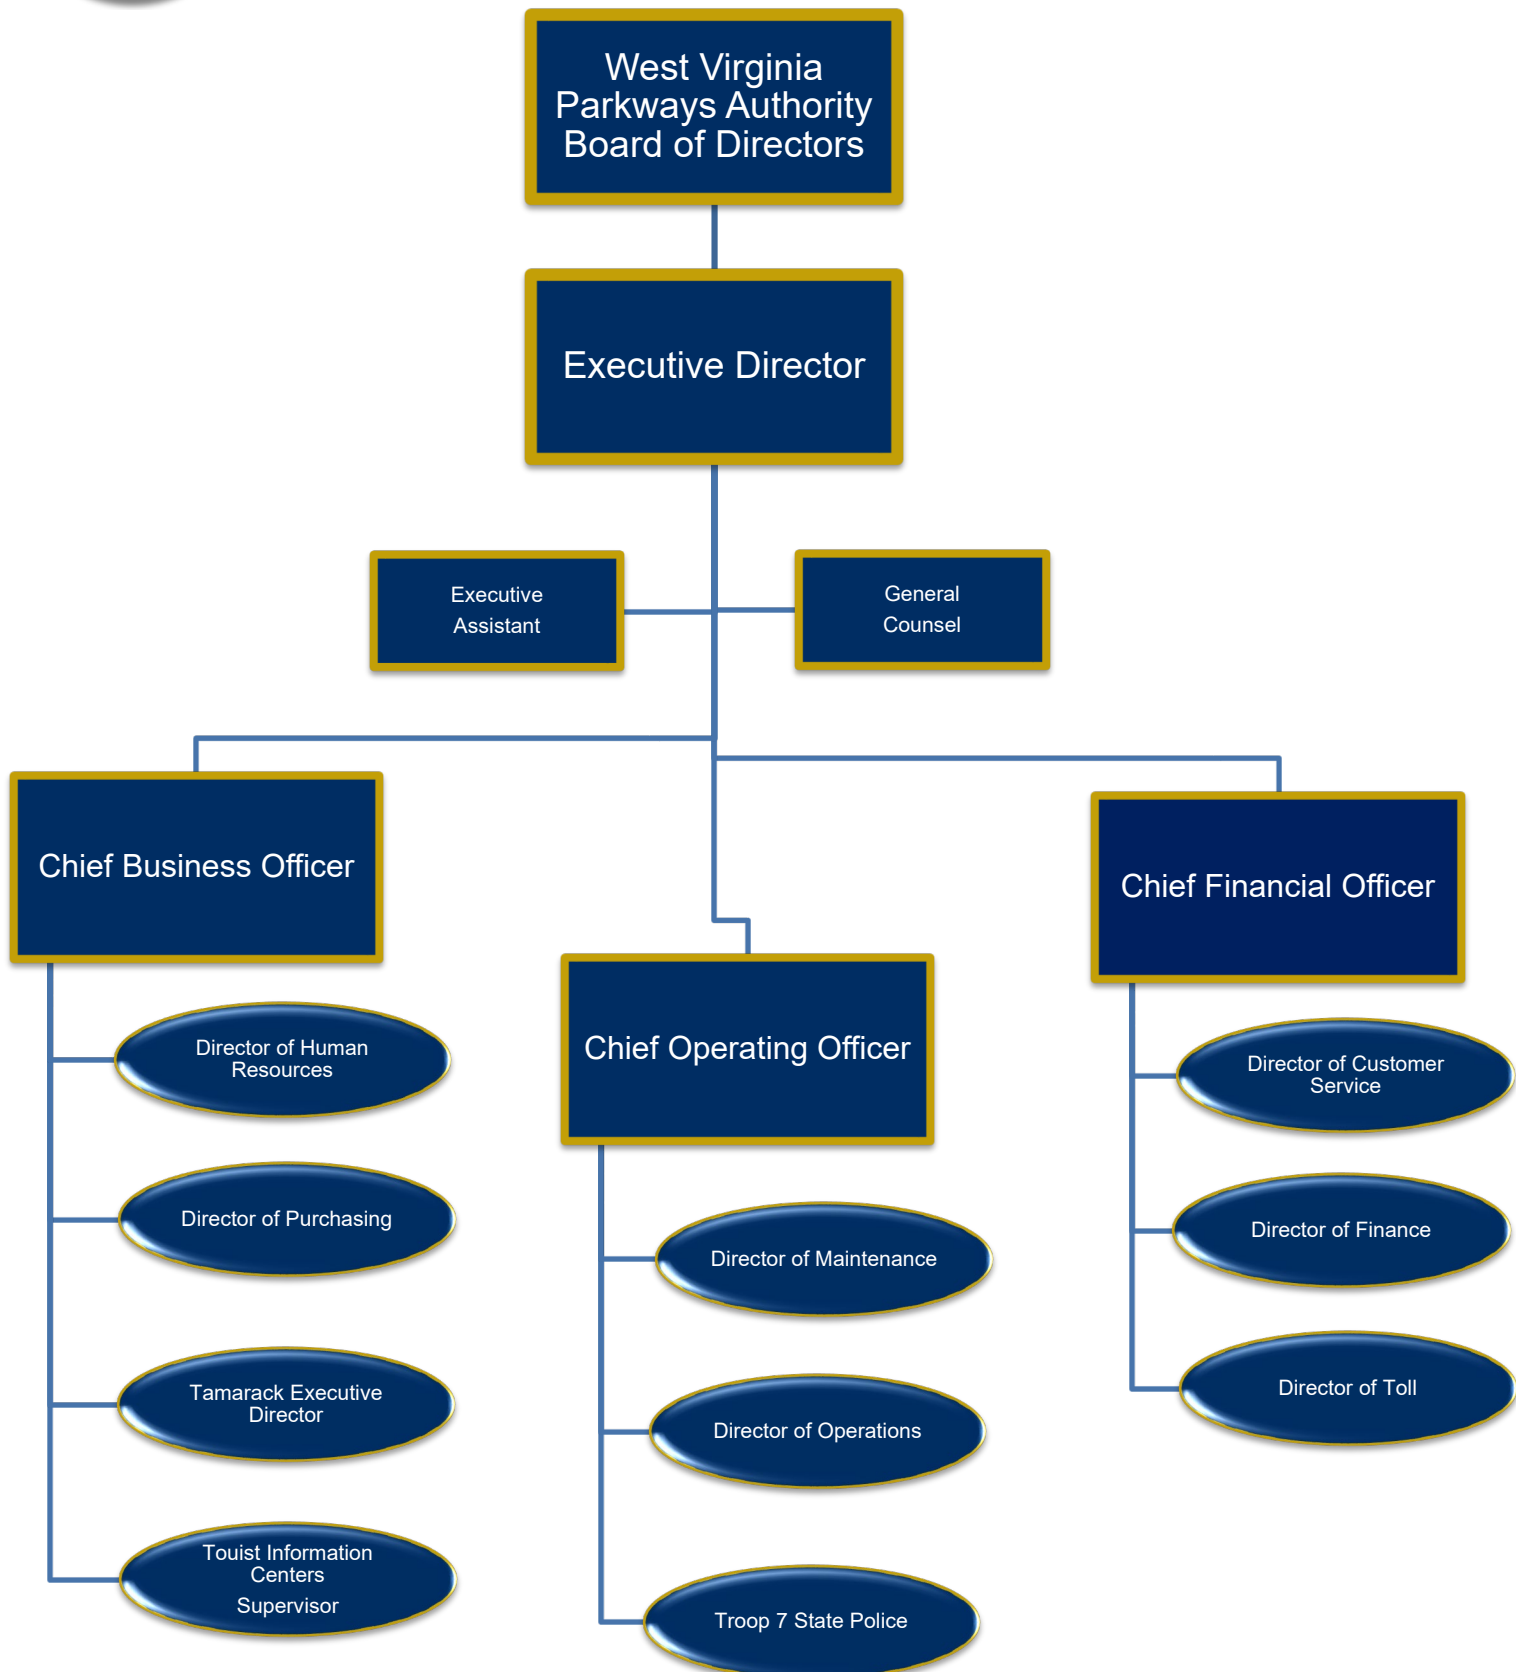 West Virginia
Parkways Authority
Board of Directors
Executive Director
Executive
Assistant
General
Counsel
Chief Business Officer
Director of Human
Resources
Director of Purchasing
Tamarack Executive
Director
Touist Information
Centers
Supervisor
Chief Operating Officer
Director of Maintenance
Director of Operations
Troop 7 State Police
Chief Financial Officer
Director of Customer
Service
Director of Finance
Director of Toll